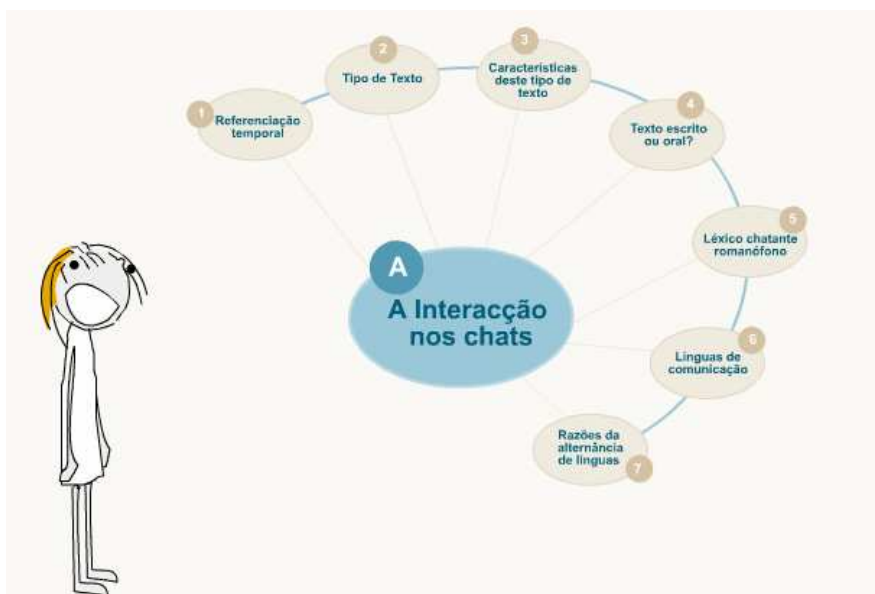 1
Referenciação
temporal
2
Tipo de Texto
3
Características
deste tipo de
texto
4
Texto escrito
ou oral?
5
Léxico chatante
romanófono
6
Línguas de
comunicação
7
Razões da
alternância
de línguas
A
A Interacção
nos chats